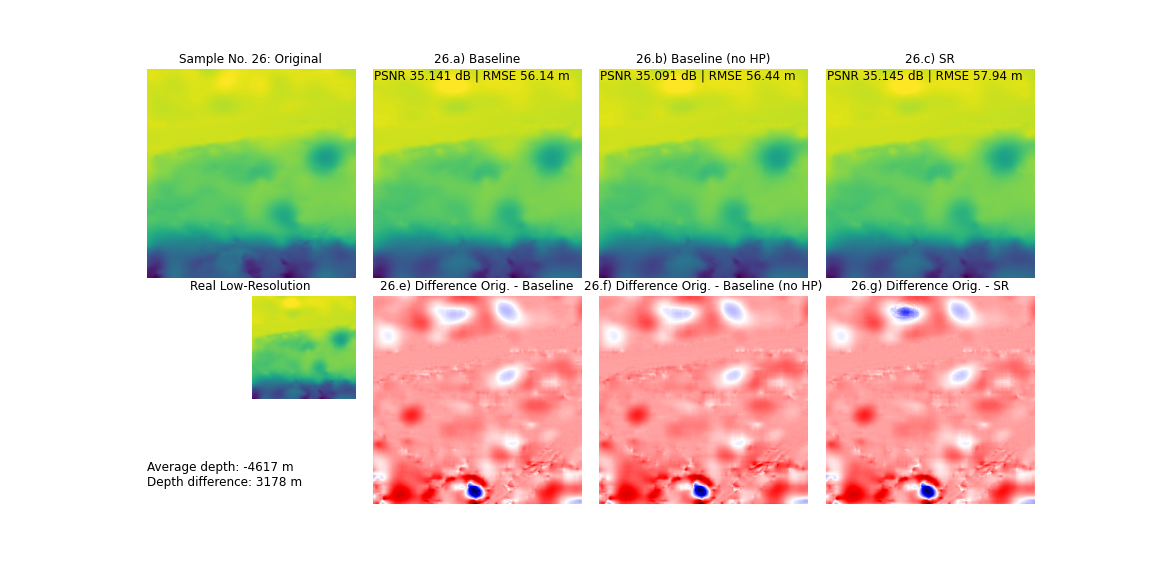 Sample No. 26: Original
26.a) Baseline
26.b) Baseline (no HP)
26.c) SR
PSNR 35.141 dB | RMSE 56.14 m
PSNR 35.091 dB | RMSE 56.44 m
PSNR 35.145 dB | RMSE 57.94 m
Real Low-Resolution
26.e) Difference Orig. - Baseline
26.f) Difference Orig. - Baseline (no HP)
26.g) Difference Orig. - SR
Average depth: -4617 m
Depth difference: 3178 m